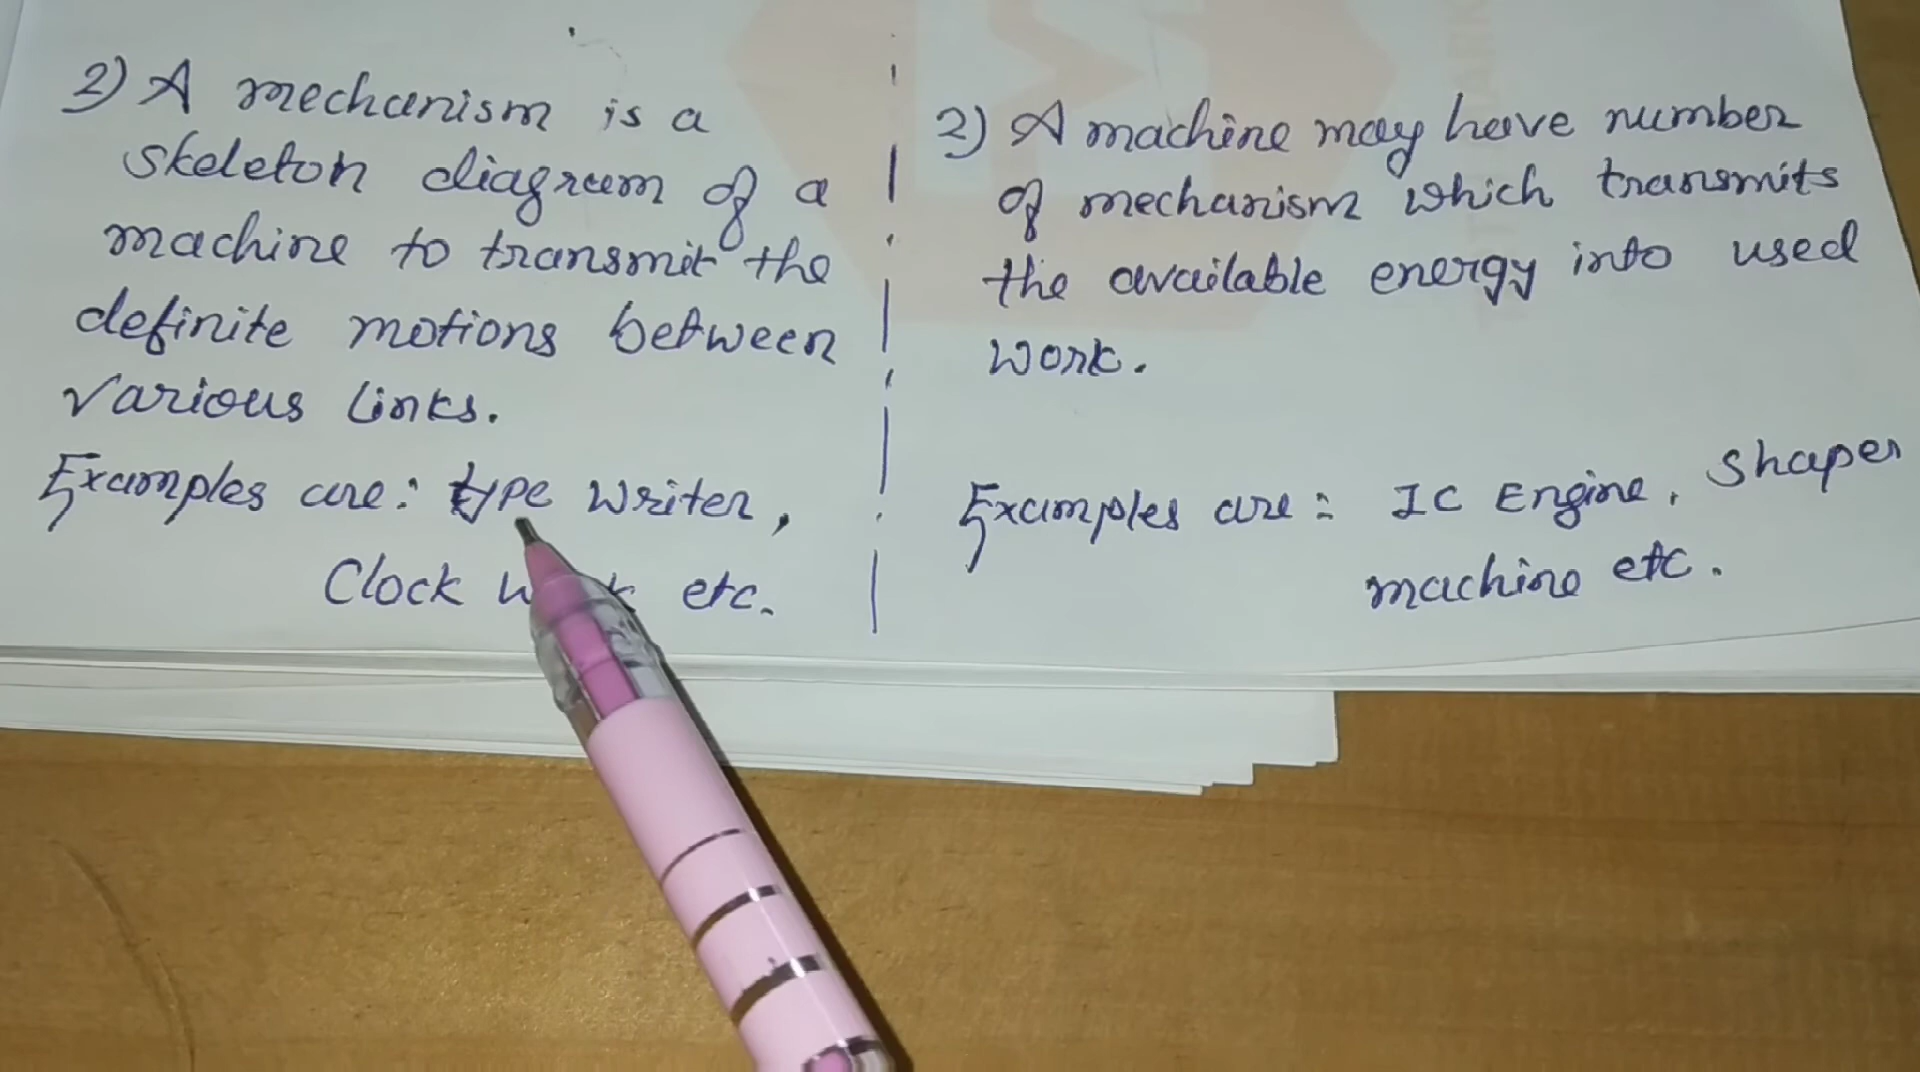 2) A mechanism is a
skeleton diagram of a
machine to transmit the
definite motions between
various links.
Examples are: type writer,
Clock etc.
2) A machine may have number
of mechanism which transmits
the available energy into used
work.
Examples are: IC Engine, Shaper
machine etc.